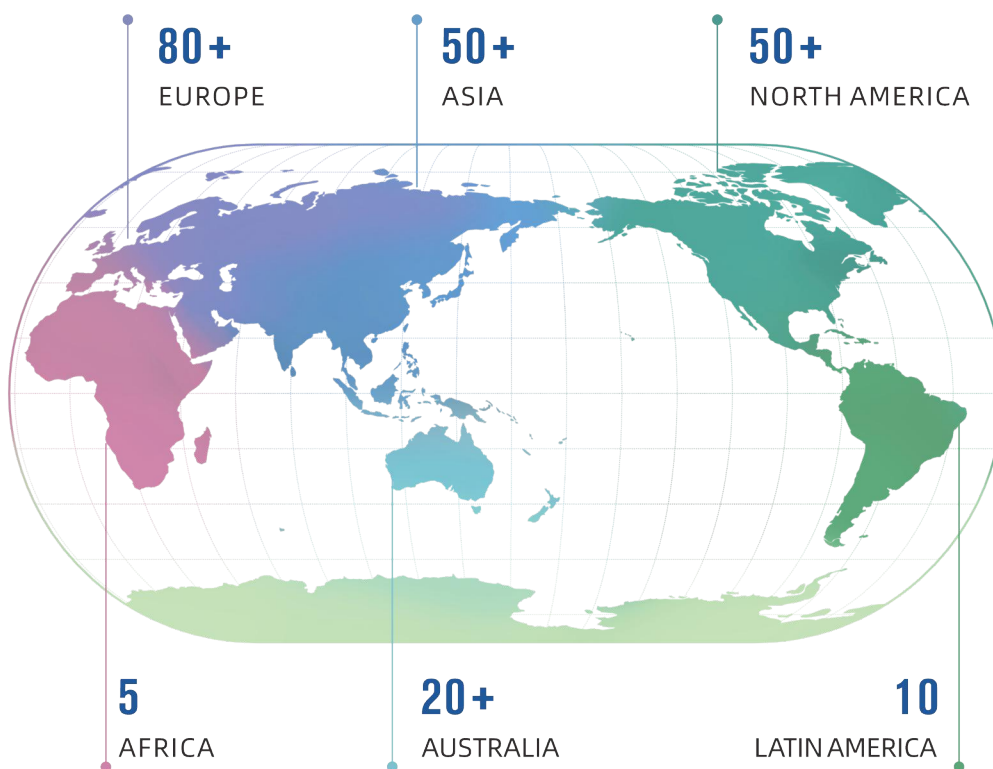 80+
EUROPE
50+
ASIA
50+
NORTH AMERICA
5
AFRICA
20+
AUSTRALIA
10
LATIN AMERICA